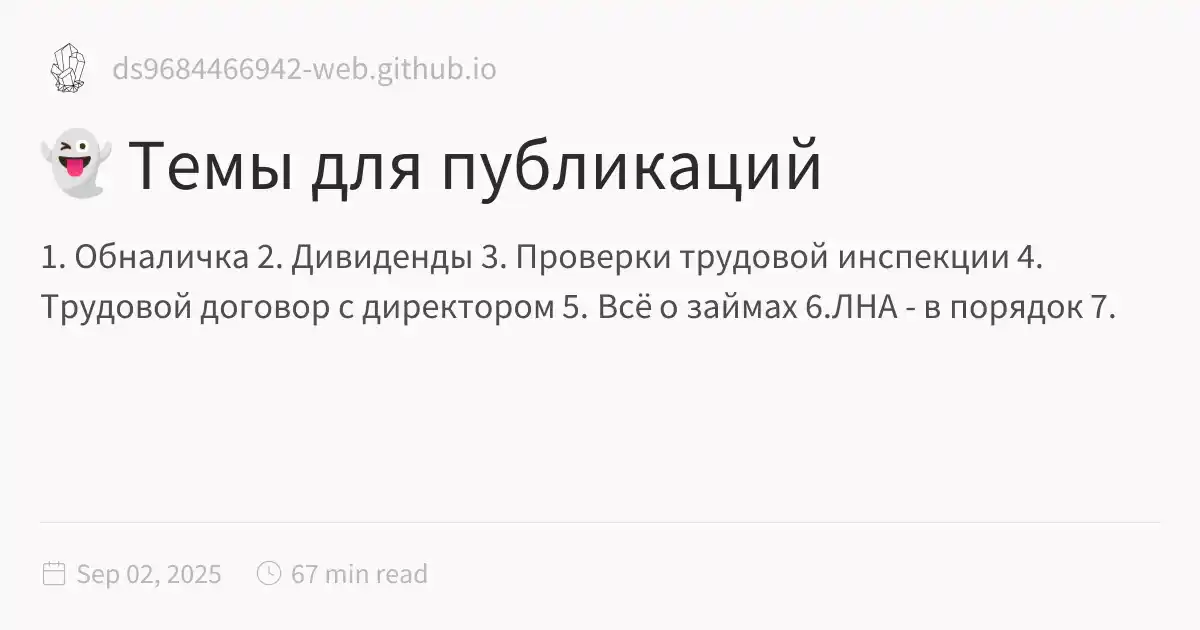 ds9684466942-web.github.io
👻 Темы для публикаций
1. Обналичка 2. Дивиденды 3. Проверки трудовой инспекции 4.
Трудовой договор с директором 5. Всё о займах 6.ЛНА - в порядок 7.
Sep 02, 2025 67 min read